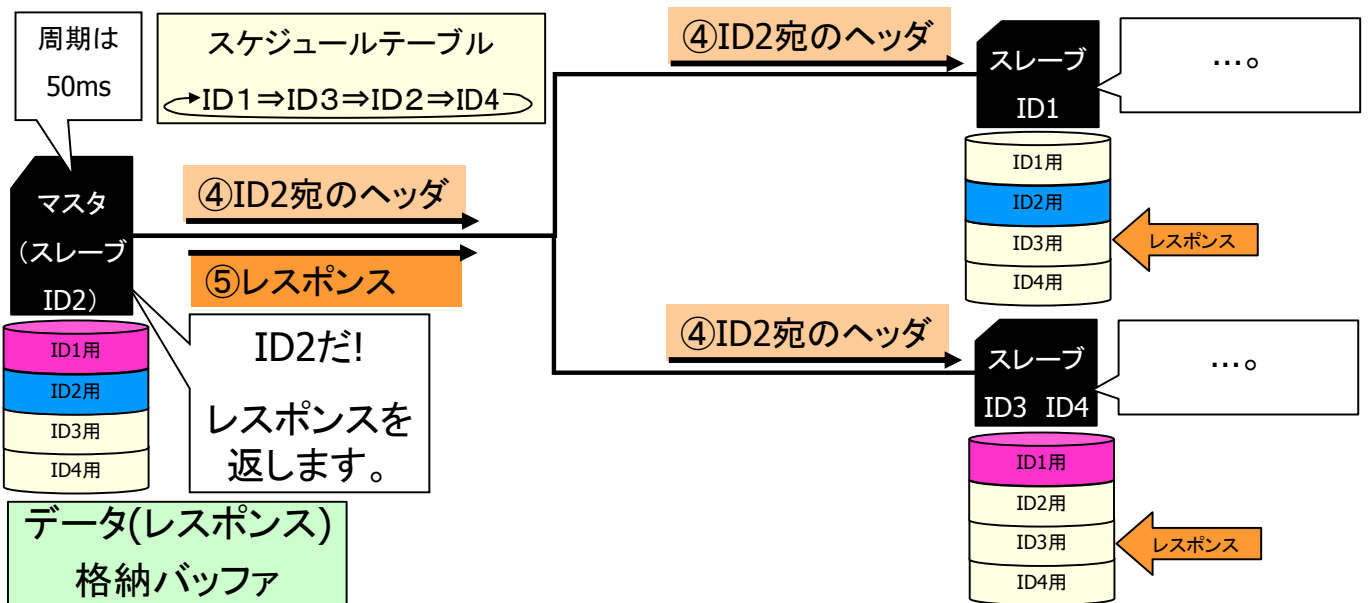 周期は
50ms
スケジュールテーブル
ID1⇒ID3⇒ID2⇒ID4
④ID2宛のヘッダ
スレーブ
ID1
…。
ID1用
ID2用
ID3用
ID4用
レスポンス
マスタ
(スレーブ
ID2)
④ID2宛のヘッダ
⑤レスポンス
ID2だ!
レスポンスを
返します。
ID1用
ID2用
ID3用
ID4用
データ(レスポンス)
格納バッファ
④ID2宛のヘッダ
スレーブ
ID3 ID4
…。
ID1用
ID2用
ID3用
ID4用
レスポンス